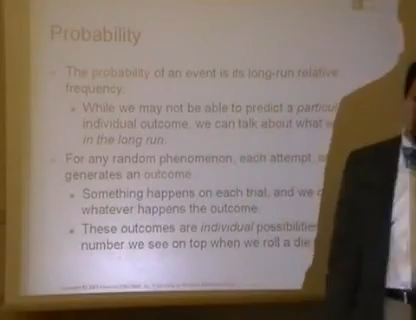 Probability
The probability of an event is its long-run relative
frequency.
While we may not be able to predict a
individual outcome, we can talk about what
in the long run.
For any random phenomenon, each attempt,
generates an outcome.
Something happens on each trial, and we
whatever happens the outcome.
These outcomes are individual
number we see on top when we roll a die